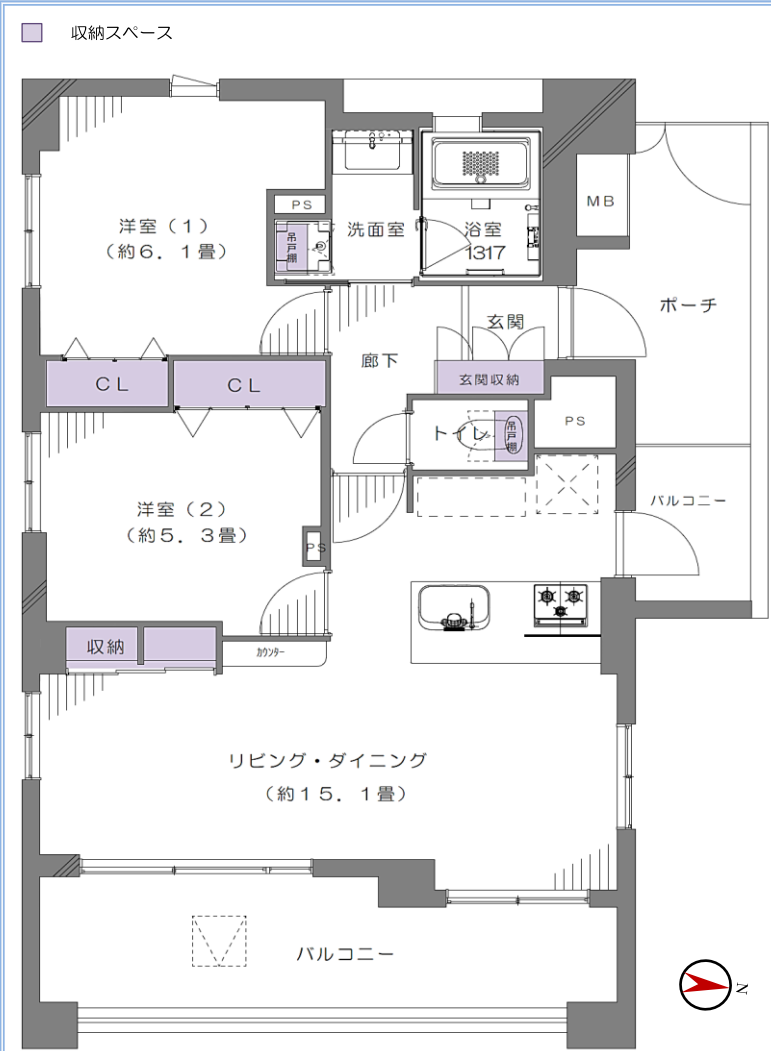 収納スペース
洋室（1）
（約6．1畳）
PS
吊戸棚
洗面室
浴室
1317
MB
ポーチ
玄関
廊下
玄関収納
CL
CL
トイレ
吊戸棚
PS
洋室（2）
（約5．3畳）
PS
バルコニー
収納
カウンター
リビング・ダイニング
（約15．1畳）
バルコニー
N